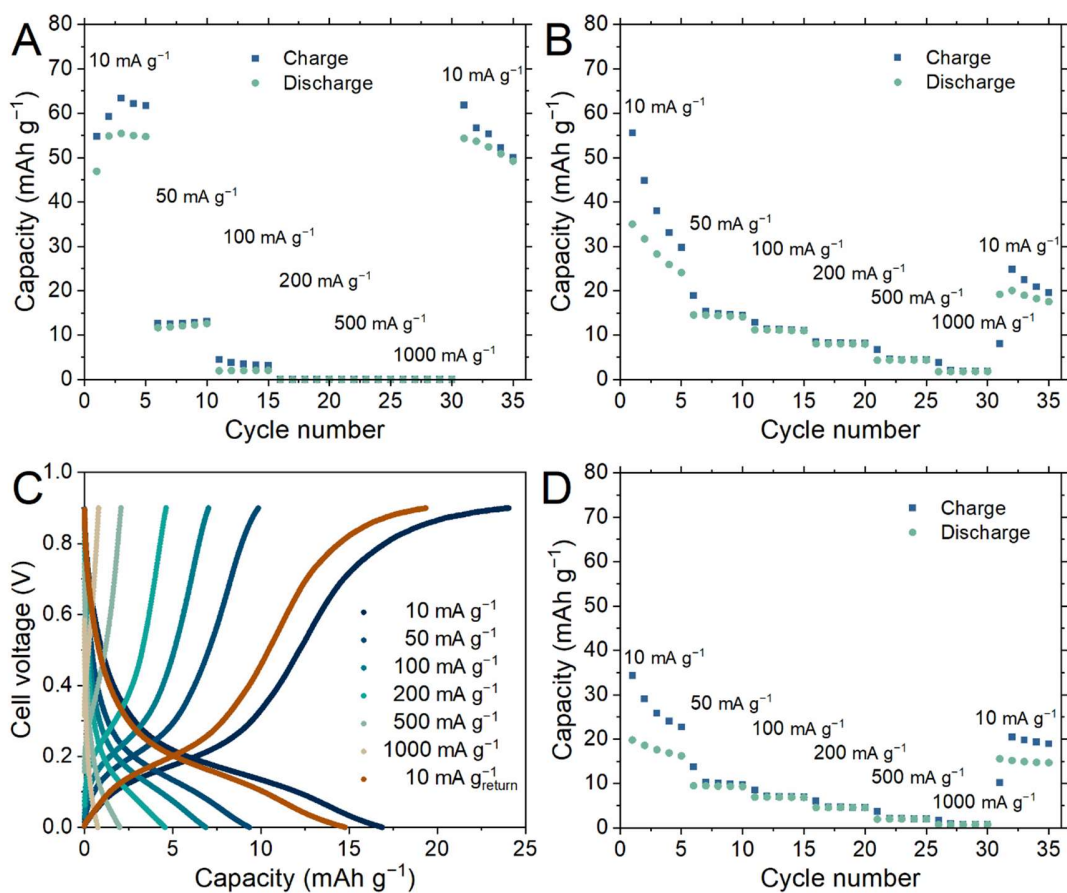 A
80
70
60
50
40
30
20
10
0
Capacity (mAh g⁻¹)
10 mA g⁻¹
Charge
Discharge
10 mA g⁻¹
50 mA g⁻¹
100 mA g⁻¹
200 mA g⁻¹
500 mA g⁻¹
1000 mA g⁻¹
0 5 10 15 20 25 30 35
Cycle number
B
80
70
60
50
40
30
20
10
0
Capacity (mAh g⁻¹)
Charge
Discharge
10 mA g⁻¹
50 mA g⁻¹
100 mA g⁻¹
200 mA g⁻¹
500 mA g⁻¹
1000 mA g⁻¹
10 mA g⁻¹
0 5 10 15 20 25 30 35
Cycle number
C
1.0
0.8
0.6
0.4
0.2
0.0
Cell voltage (V)
10 mA g⁻¹
50 mA g⁻¹
100 mA g⁻¹
200 mA g⁻¹
500 mA g⁻¹
1000 mA g⁻¹
10 mA g⁻¹return
0 5 10 15 20 25
Capacity (mAh g⁻¹)
D
80
70
60
50
40
30
20
10
0
Capacity (mAh g⁻¹)
Charge
Discharge
10 mA g⁻¹
50 mA g⁻¹
100 mA g⁻¹
200 mA g⁻¹
500 mA g⁻¹
1000 mA g⁻¹
10 mA g⁻¹
0 5 10 15 20 25 30 35
Cycle number